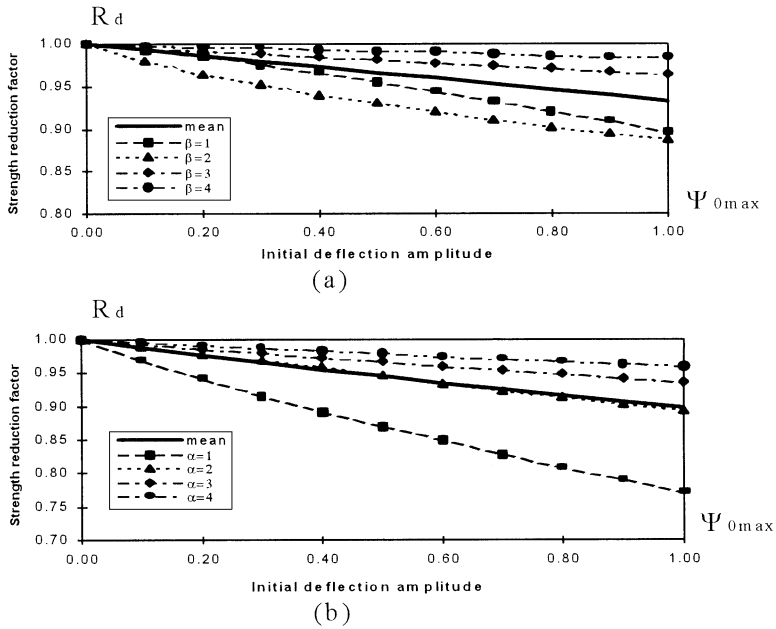 R d
Strength reduction factor
1.00
0.95
0.90
0.85
0.80
mean
β=1
β=2
β=3
β=4
Ψ 0max
0.00 0.20 0.40 0.60 0.80 1.00
Initial deflection amplitude
(a)
R d
Strength reduction factor
1.00
0.95
0.90
0.85
0.80
0.75
0.70
mean
α=1
α=2
α=3
α=4
Ψ 0max
0.00 0.20 0.40 0.60 0.80 1.00
Initial deflection amplitude
(b)